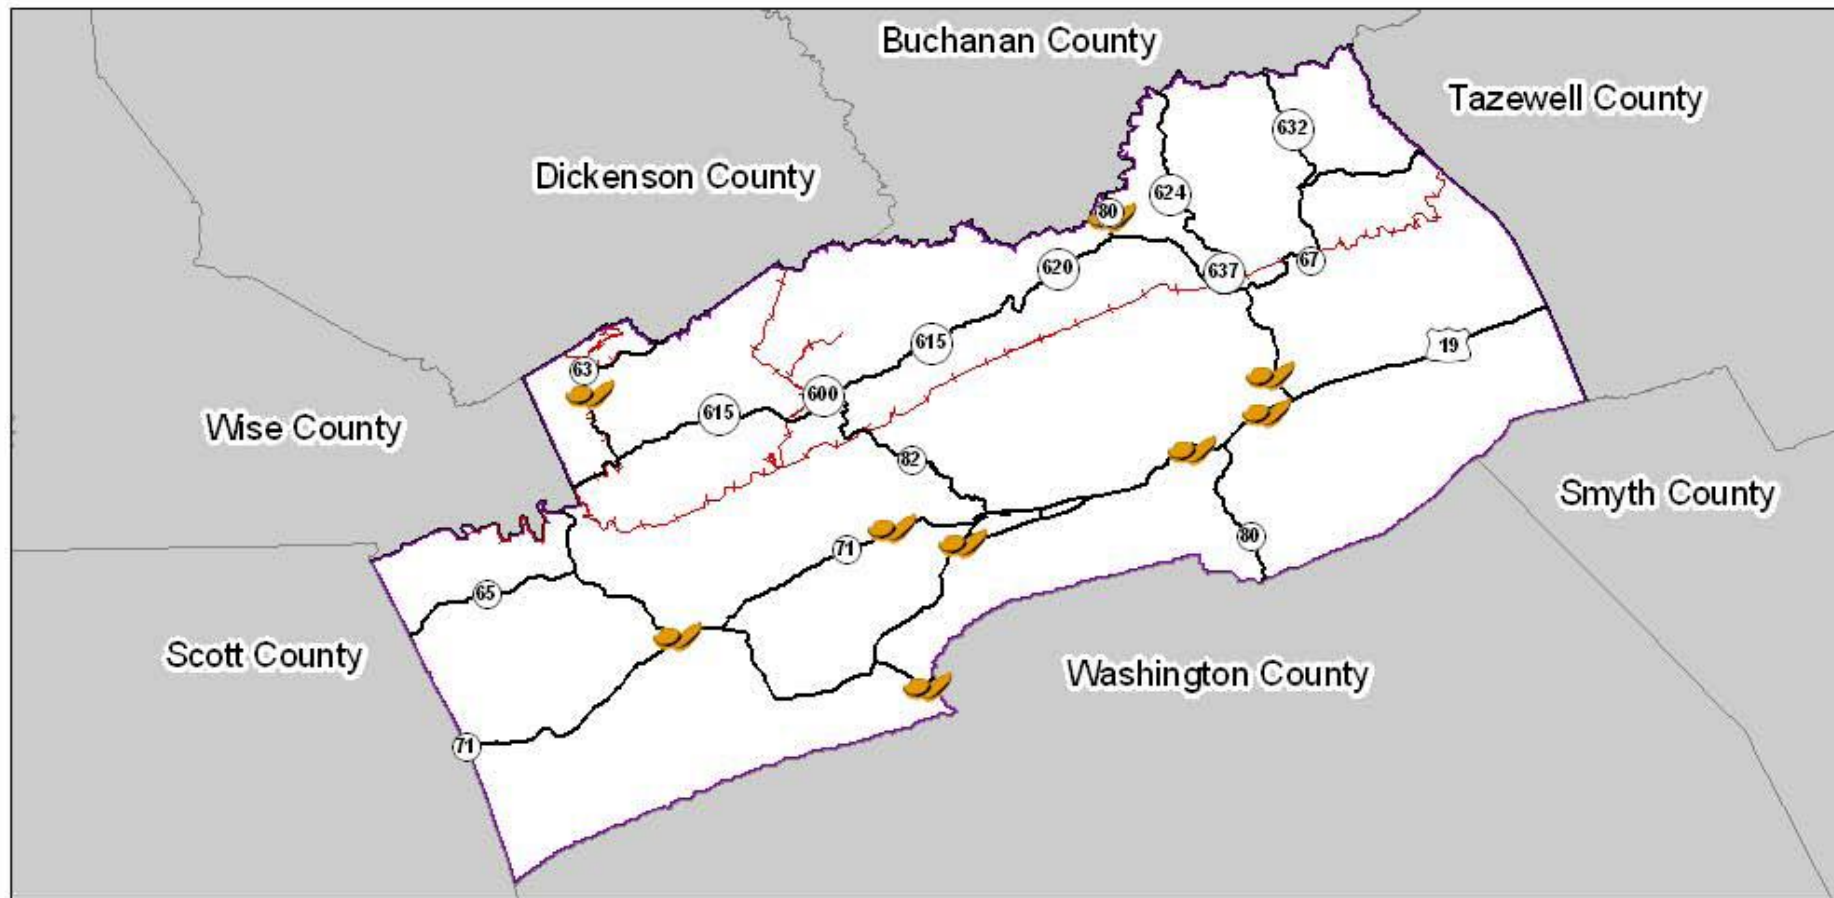 Buchanan County
Tazewell County
632
Dickenson County
624
80
620
637
67
615
19
63
600
615
Wise County
82
Smyth County
71
80
65
Scott County
Washington County
71